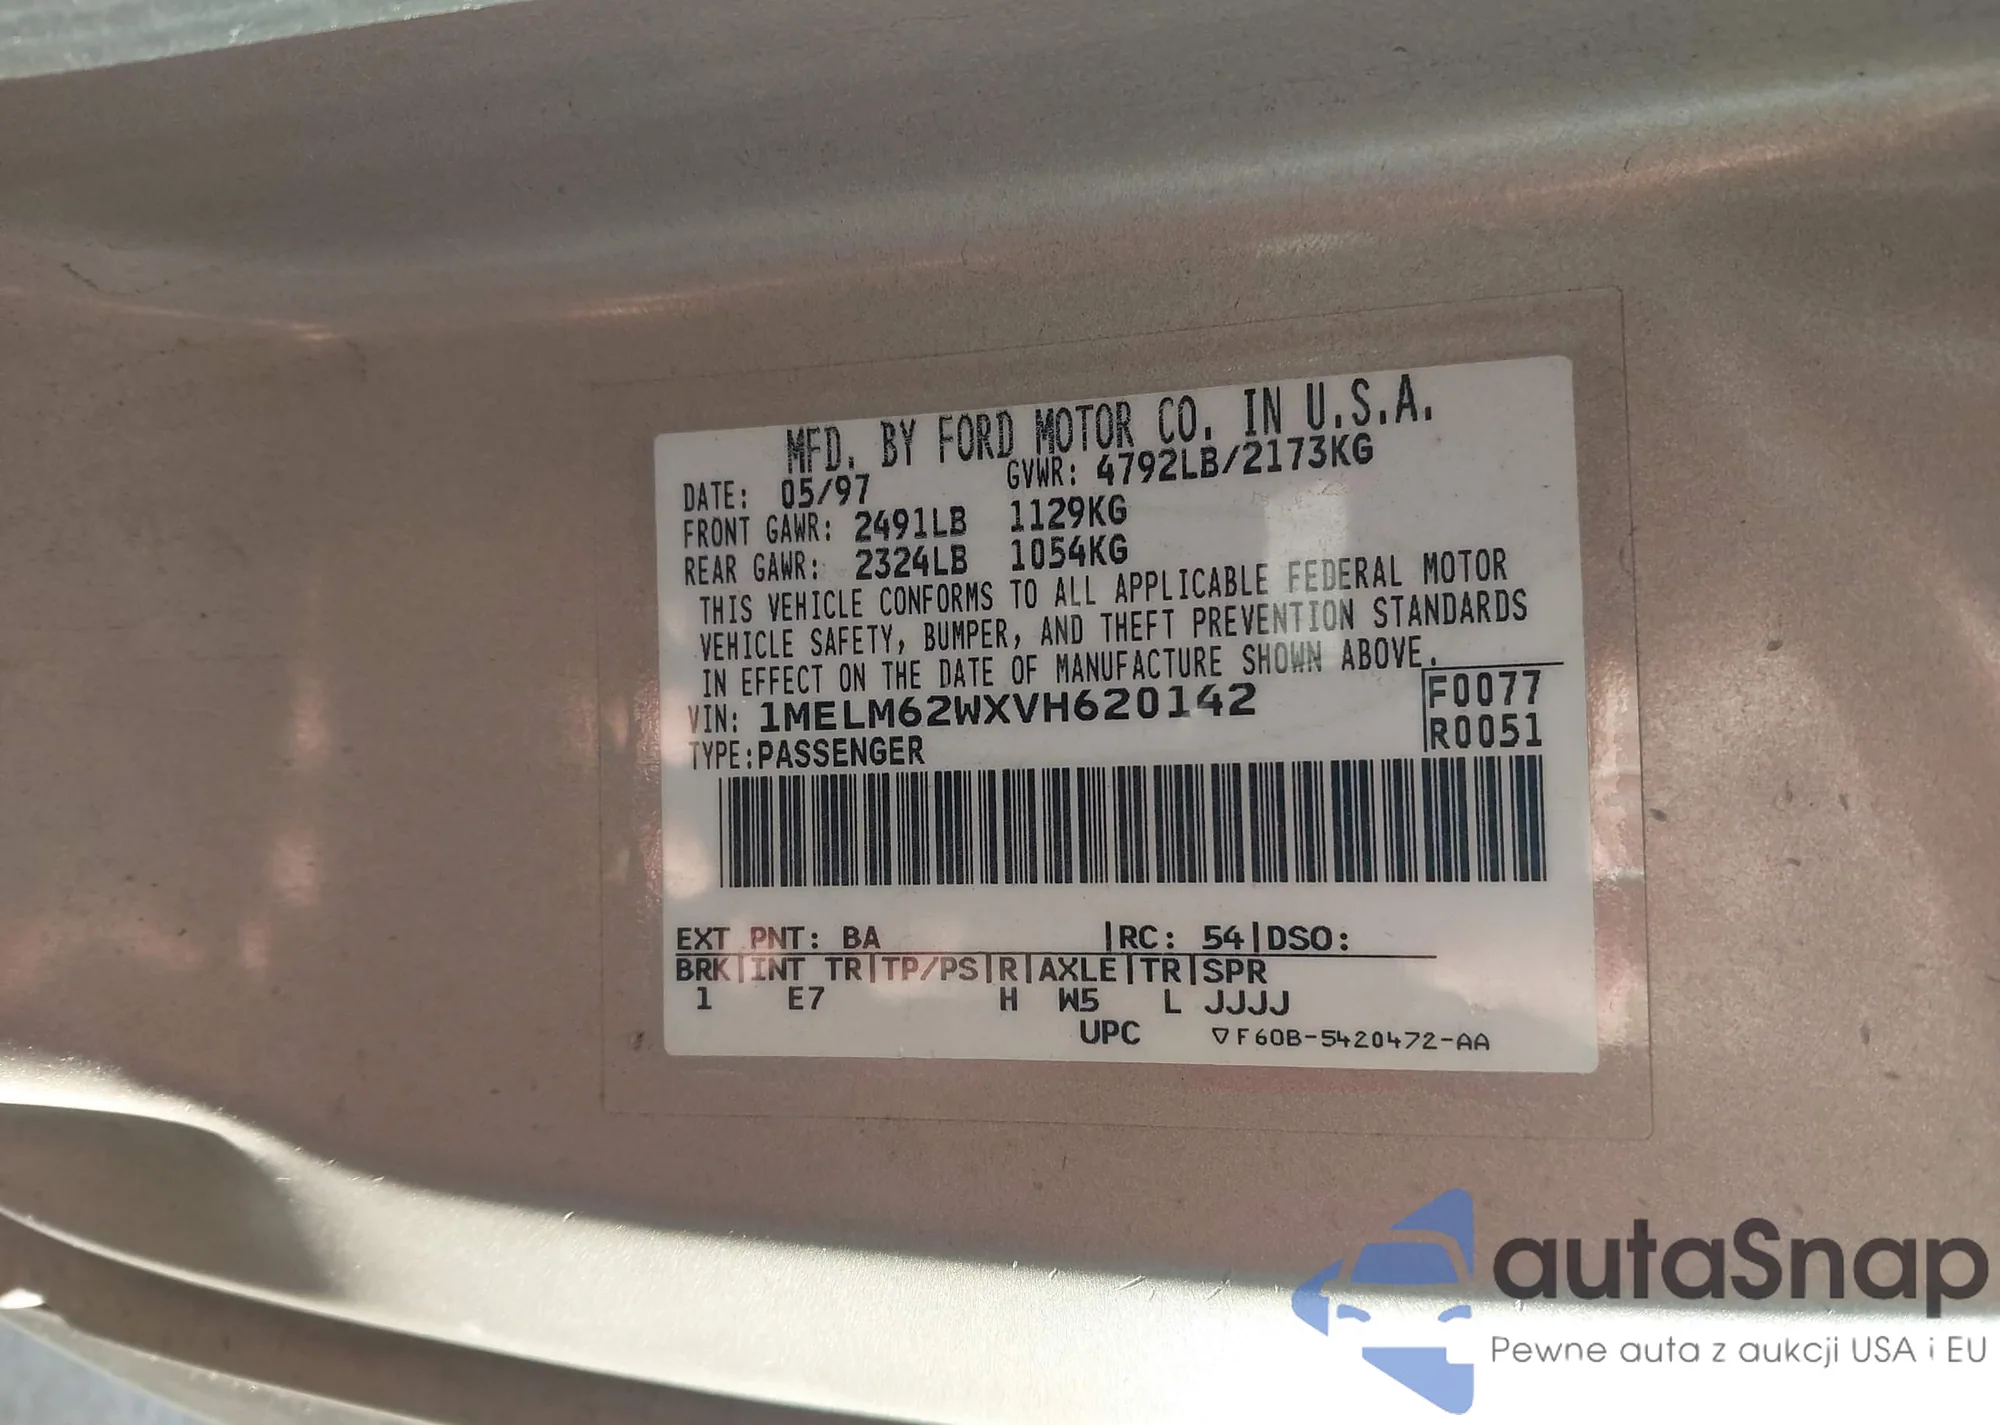 MFD. BY FORD MOTOR CO. IN U.S.A.
DATE: 05/97 GVWR: 4792LB/2173KG
FRONT GAWR: 2491LB 1129KG
REAR GAWR: 2324LB 1054KG
THIS VEHICLE CONFORMS TO ALL APPLICABLE FEDERAL MOTOR
VEHICLE SAFETY, BUMPER, AND THEFT PREVENTION STANDARDS
IN EFFECT ON THE DATE OF MANUFACTURE SHOWN ABOVE.
VIN: 1MELM62WXVH620142 F0077
TYPE:PASSENGER R0051
EXT PNT: BA |RC: 54|DSO:
BRK|INT TR|TP/PS|R|AXLE|TR|SPR
1 E7 H W5 L JJJJ
UPC ▽F60B-5420472-AA
autaSnap
Pewne auta z aukcji USA i EU